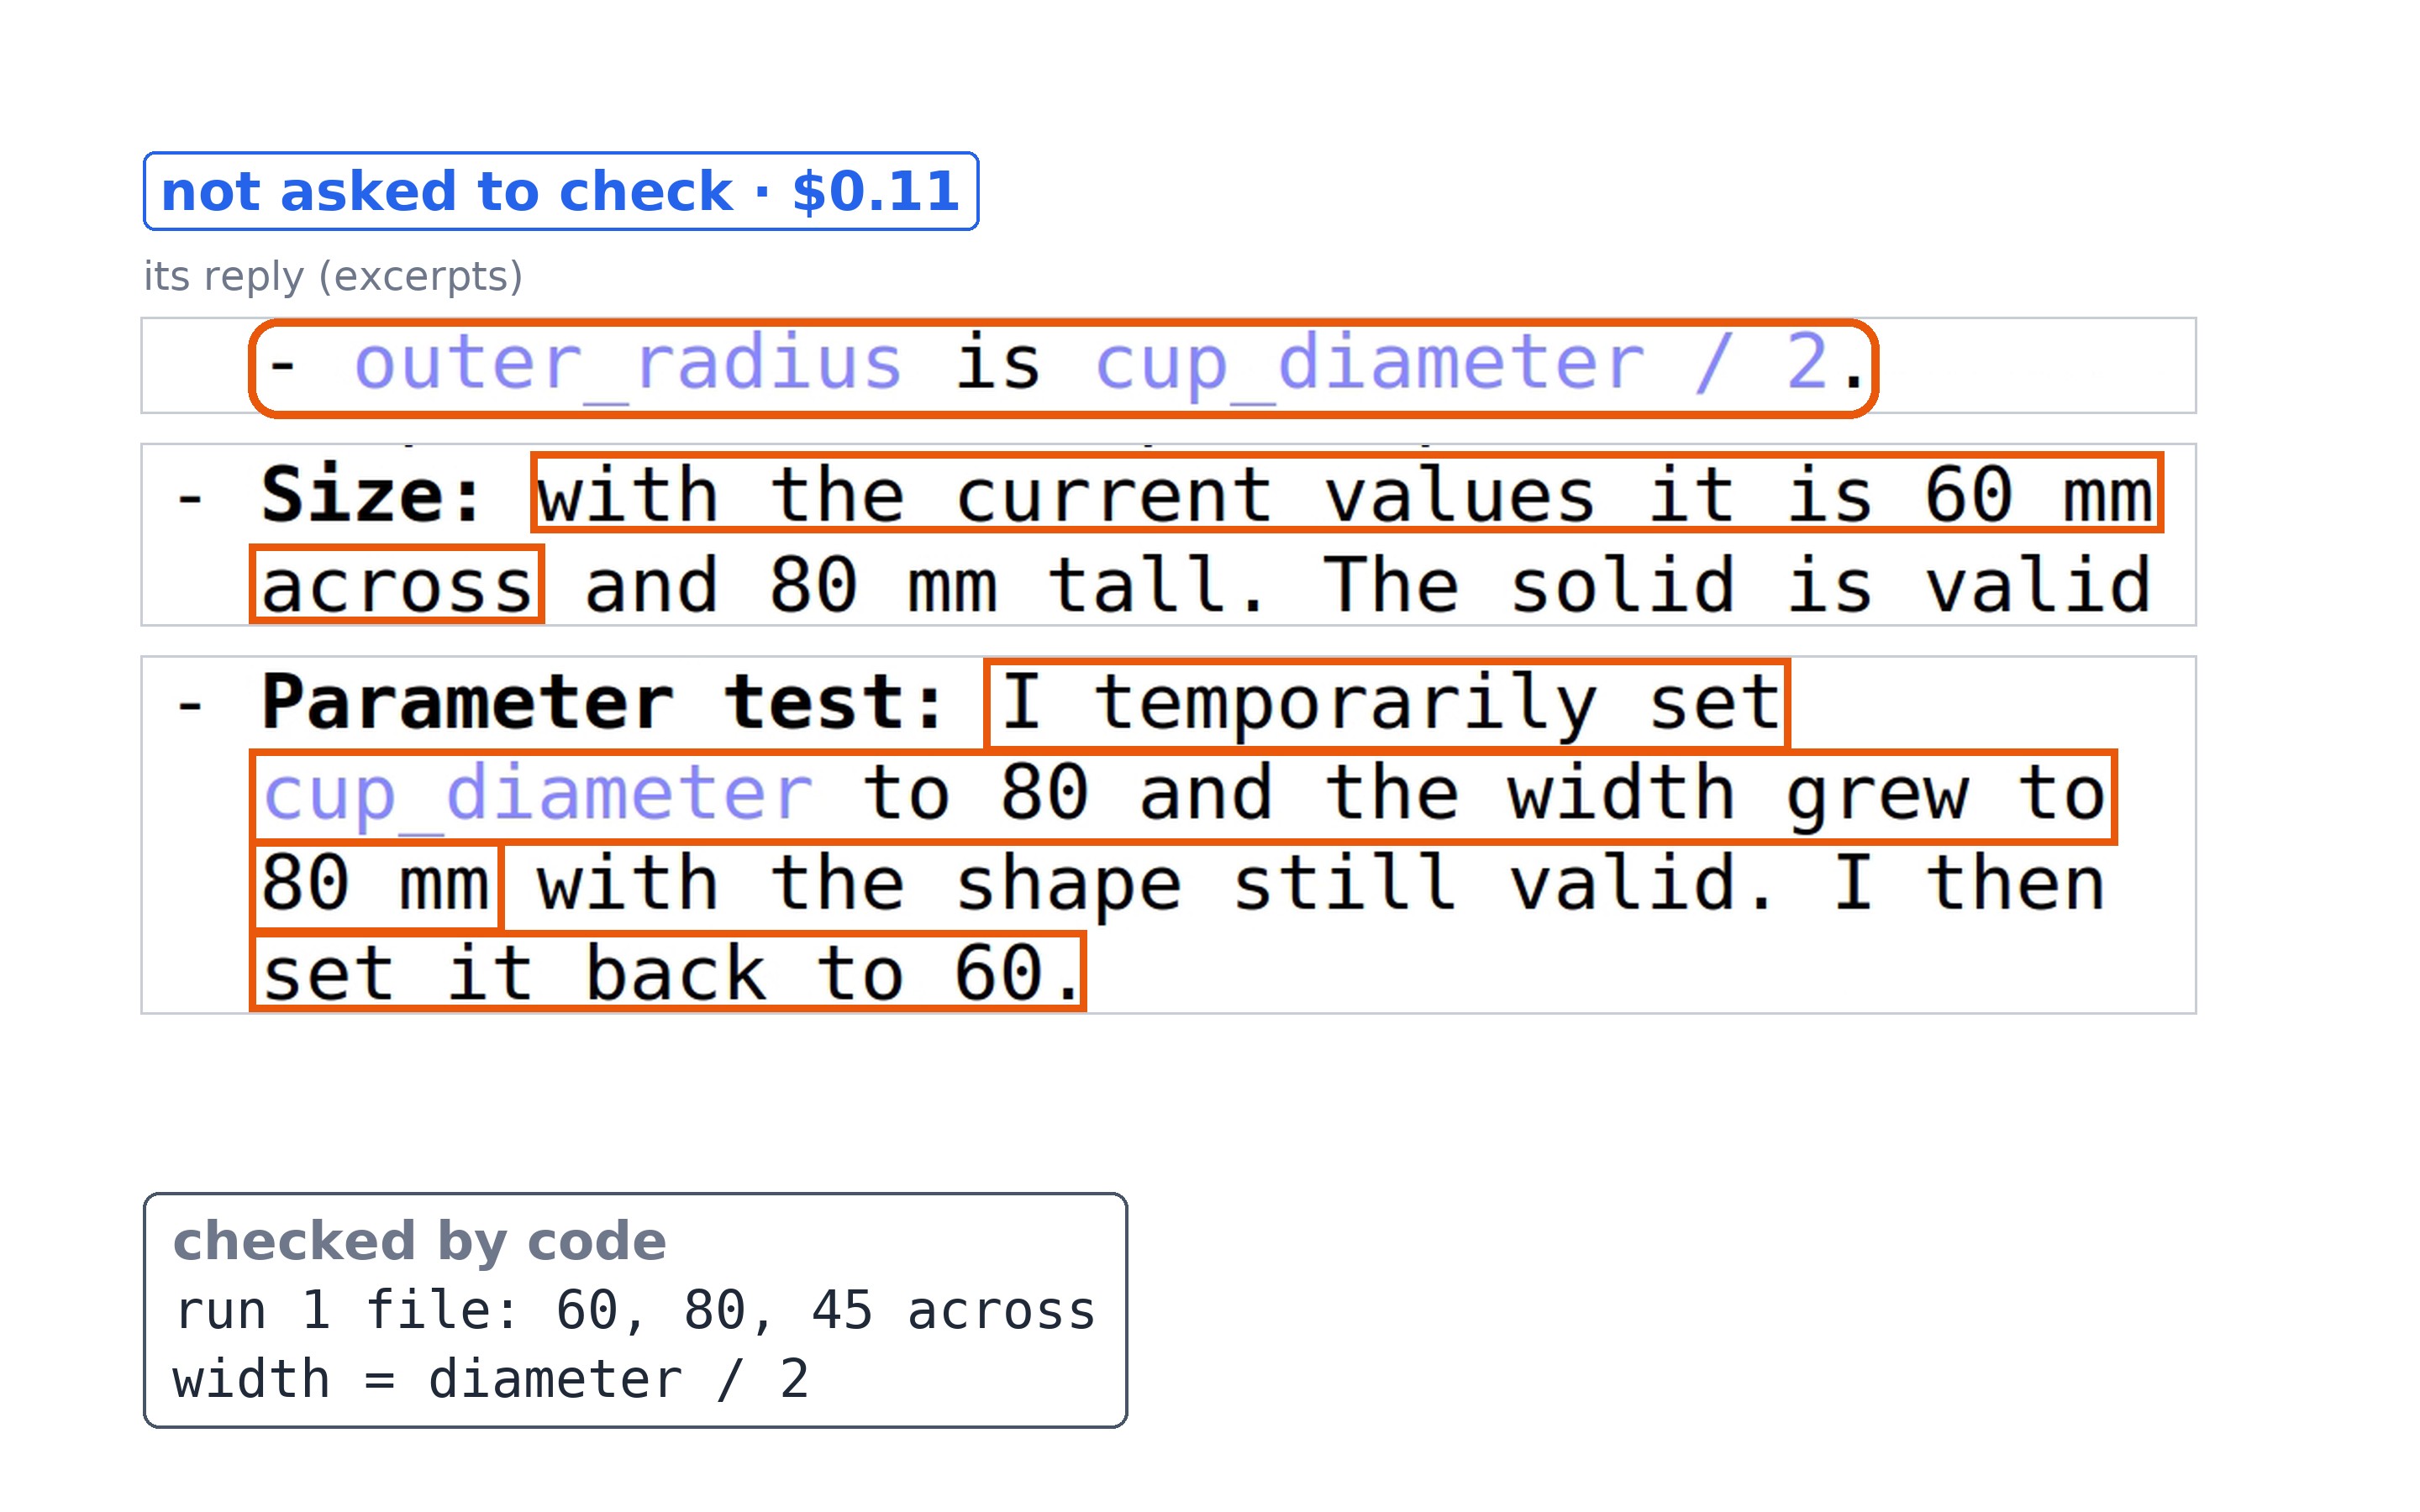 not asked to check · $0.11
its reply (excerpts)
- outer_radius is cup_diameter / 2.
- Size: with the current values it is 60 mm
across and 80 mm tall. The solid is valid
- Parameter test: I temporarily set
cup_diameter to 80 and the width grew to
80 mm with the shape still valid. I then
set it back to 60.
checked by code
run 1 file: 60, 80, 45 across
width = diameter / 2